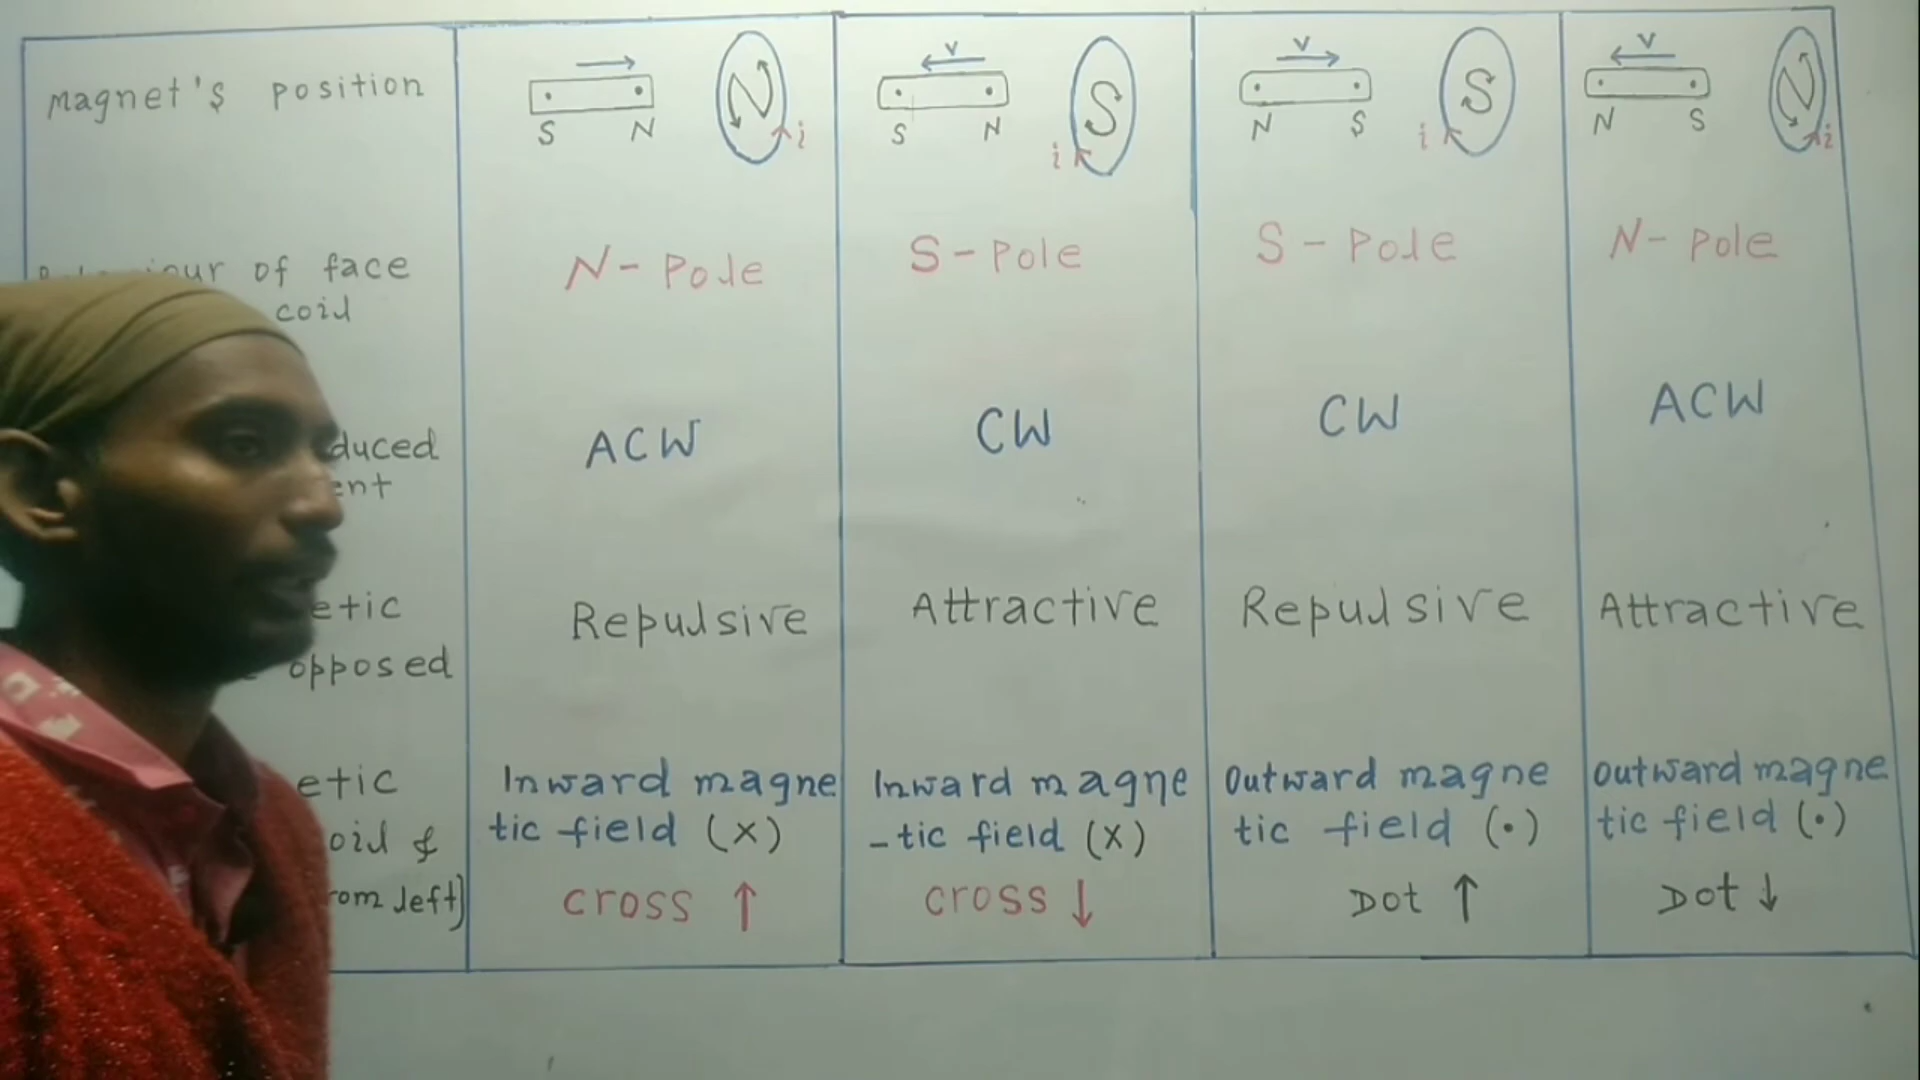 magnet's position
S N N i
v S N S i
v N S S i
v N S N i
of face
coil
N-Pole
S-Pole
S-Pole
N-Pole
duced
ent
ACW
CW
CW
ACW
etic
opposed
Repulsive
Attractive
Repulsive
Attractive
etic
oil &
rom left]
Inward magne
tic field (x)
cross ↑
Inward magne
-tic field (x)
cross ↓
Outward magne
tic field (•)
Dot ↑
Outward magne
tic field (•)
Dot ↓